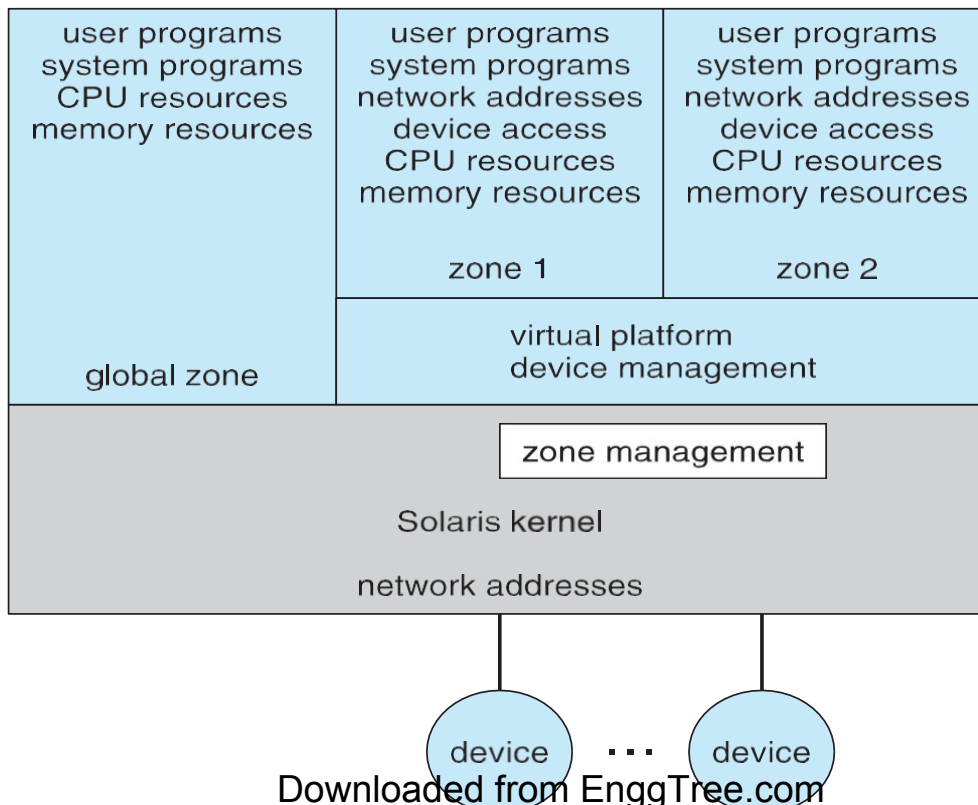 user programs
system programs
CPU resources
memory resources
global zone
user programs
system programs
network addresses
device access
CPU resources
memory resources
zone 1
user programs
system programs
network addresses
device access
CPU resources
memory resources
zone 2
virtual platform
device management
zone management
Solaris kernel
network addresses
device
...
device
Downloaded from EnggTree.com